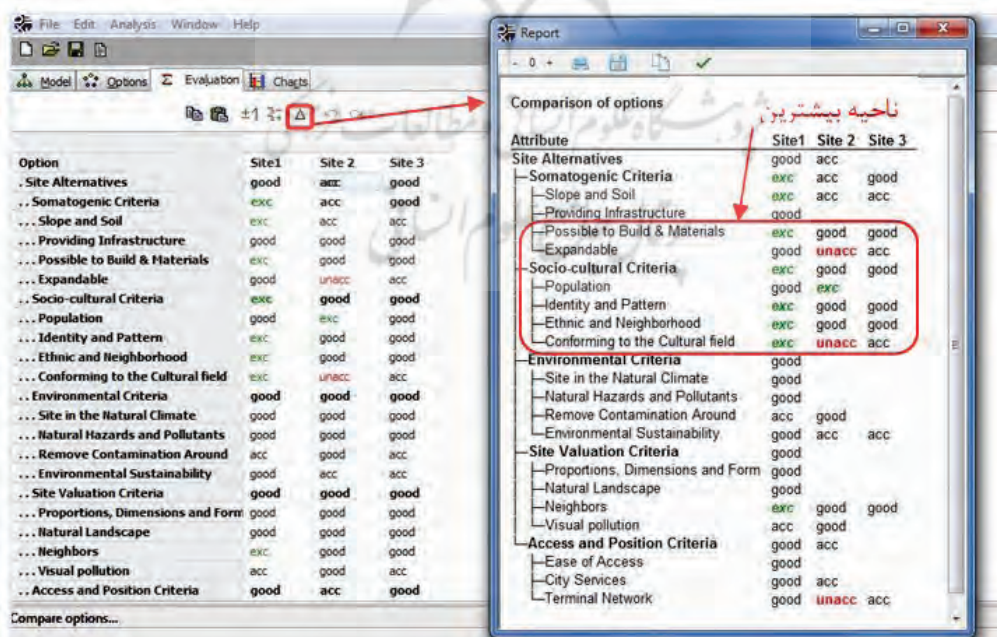 File Edit Analysis Window Help
Model Options Σ Evaluation Charts
Option Site1 Site 2 Site 3
. Site Alternatives good acc good
. . Somatogenic Criteria exc acc good
. . . Slope and Soil exc acc acc
. . . Providing Infrastructure good good good
. . . Possible to Build & Materials exc good good
. . . Expandable good unacc acc
. . Socio-cultural Criteria exc good good
. . . Population good exc good
. . . Identity and Pattern exc good good
. . . Ethnic and Neighborhood exc good good
. . . Conforming to the Cultural field exc unacc acc
. . Environmental Criteria good good good
. . . Site in the Natural Climate good good good
. . . Natural Hazards and Pollutants good good good
. . . Remove Contamination Around acc good acc
. . . Environmental Sustainability good acc acc
. . Site Valuation Criteria good good good
. . . Proportions, Dimensions and Form good good good
. . . Natural Landscape good good good
. . . Neighbors exc good good
. . . Visual pollution acc good acc
. . Access and Position Criteria good acc good
Compare options...
Report
- 0 +
Comparison of options
ناحیه بیشترین
Attribute Site1 Site 2 Site 3
Site Alternatives good acc
Somatogenic Criteria exc acc good
Slope and Soil exc acc acc
Providing Infrastructure good
Possible to Build & Materials exc good good
Expandable good unacc acc
Socio-cultural Criteria exc good good
Population good exc
Identity and Pattern exc good good
Ethnic and Neighborhood exc good good
Conforming to the Cultural field exc unacc acc
Environmental Criteria good
Site in the Natural Climate good
Natural Hazards and Pollutants good
Remove Contamination Around acc good
Environmental Sustainability good acc acc
Site Valuation Criteria good
Proportions, Dimensions and Form good
Natural Landscape good
Neighbors exc good good
Visual pollution acc good
Access and Position Criteria good acc
Ease of Access good
City Services good acc
Terminal Network good unacc acc